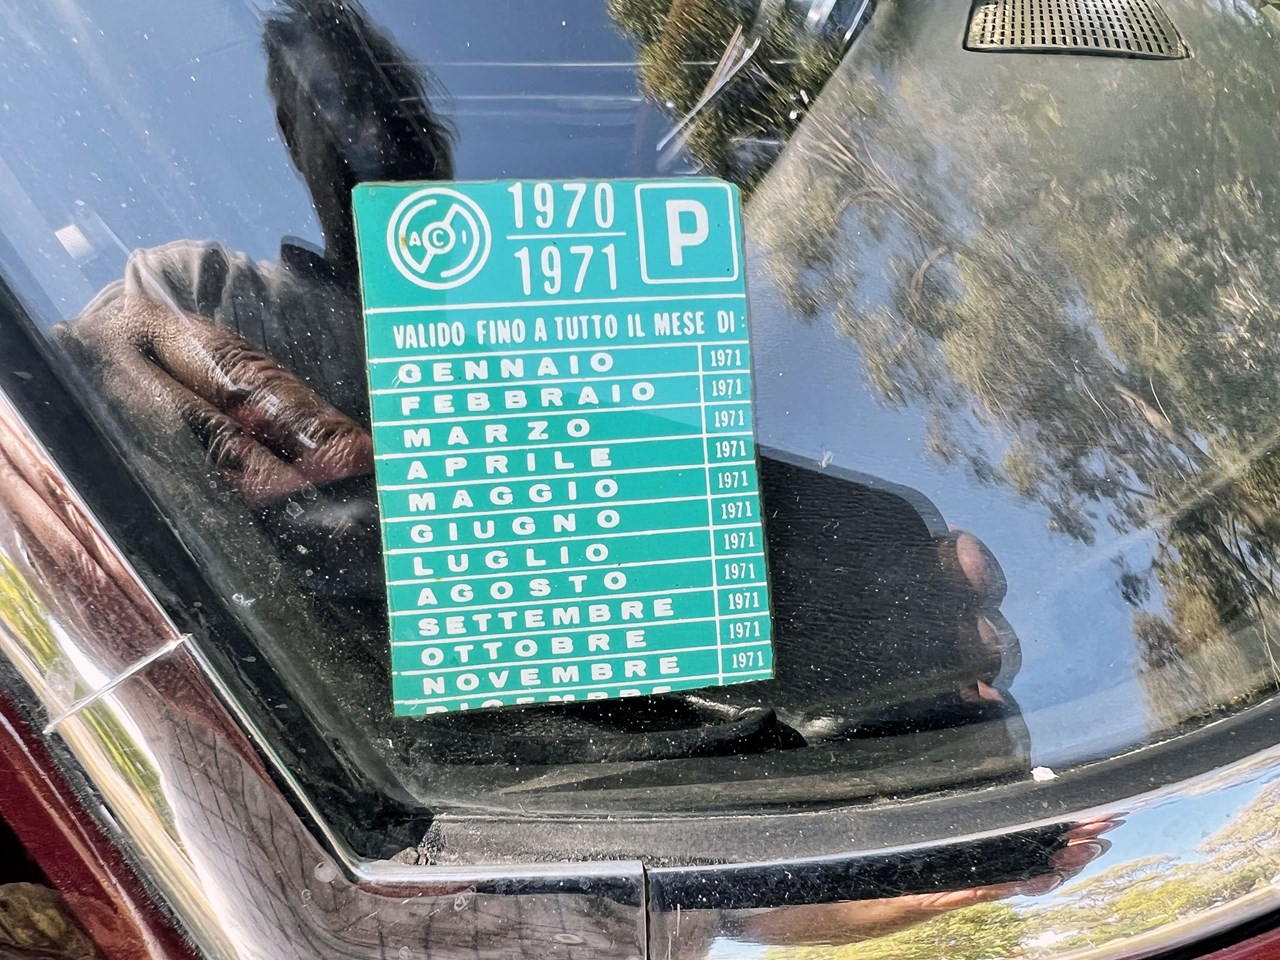 ACI
1970
1971
P
VALIDO FINO A TUTTO IL MESE DI:
GENNAIO 1971
FEBBRAIO 1971
MARZO 1971
APRILE 1971
MAGGIO 1971
GIUGNO 1971
LUGLIO 1971
AGOSTO 1971
SETTEMBRE 1971
OTTOBRE 1971
NOVEMBRE 1971
DICEMBRE